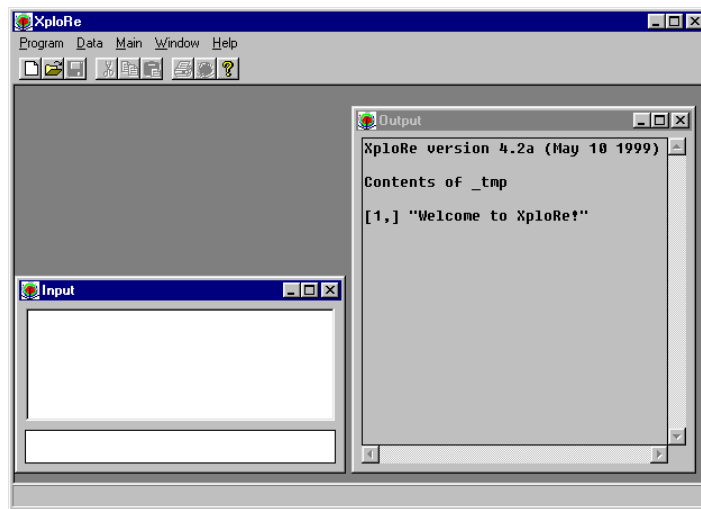 XploRe
Program Data Main Window Help
Output
XploRe version 4.2a (May 10 1999)
Contents of _tmp
[1,] "Welcome to XploRe!"
Input